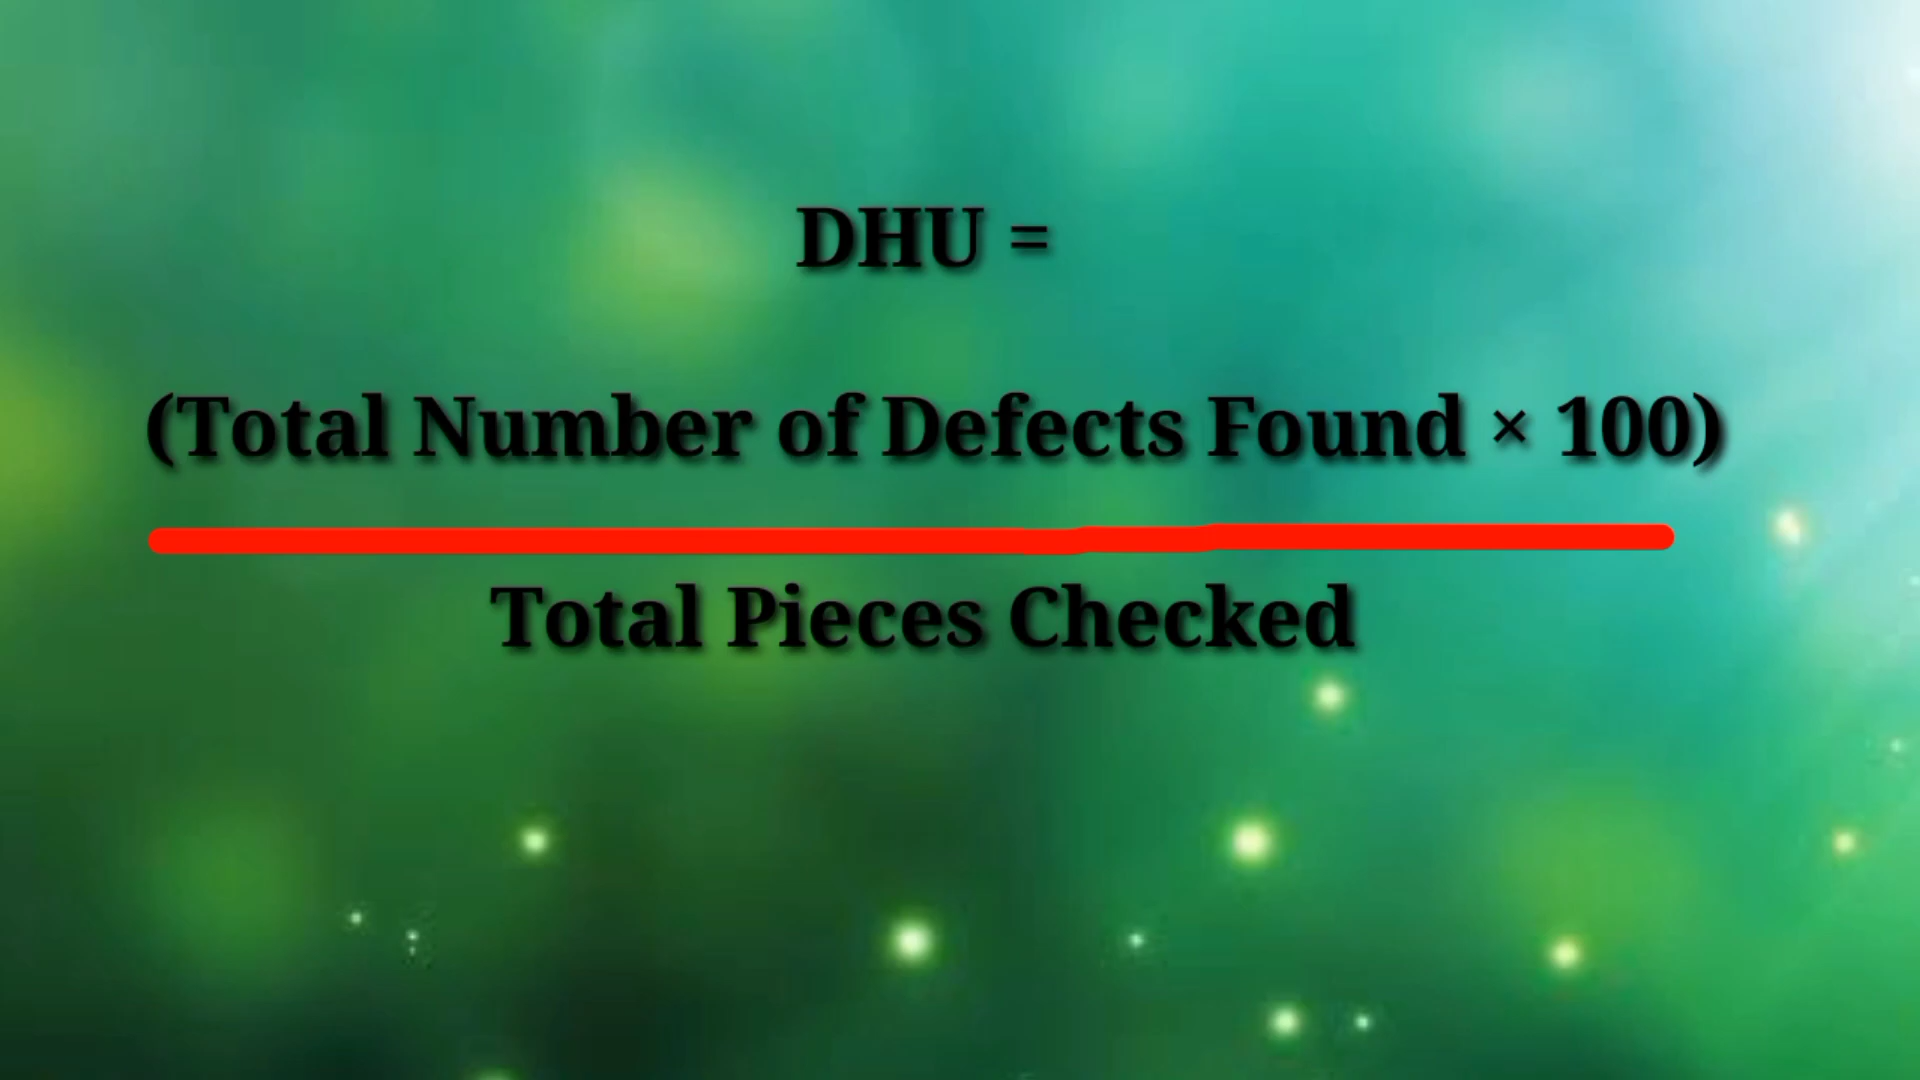 DHU =
(Total Number of Defects Found × 100)
Total Pieces Checked